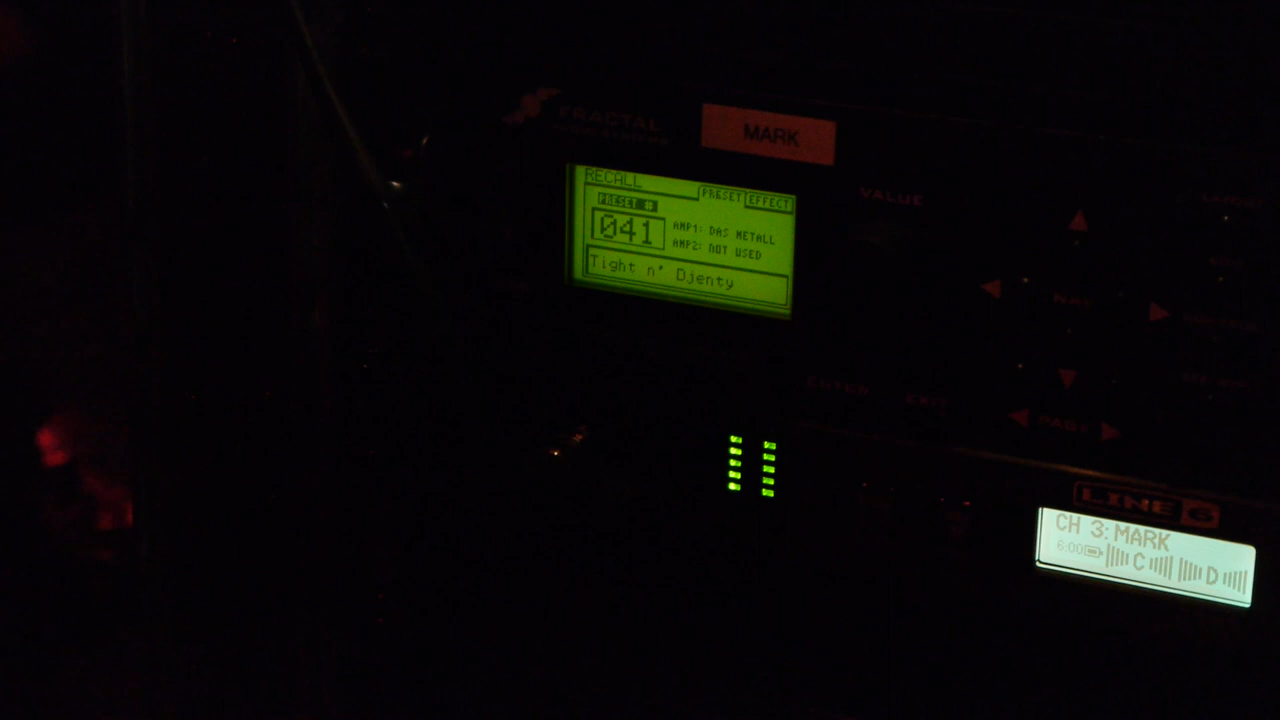 FRACTAL
MARK
RECALL
PRESET EFFECT
PRESET #
041
AMP1: DAS METALL
AMP2: NOT USED
Tight n' Djenty
VALUE
NAV
ENTER
EXIT
PAGE
LINE 6
CH 3: MARK
6:00 C D